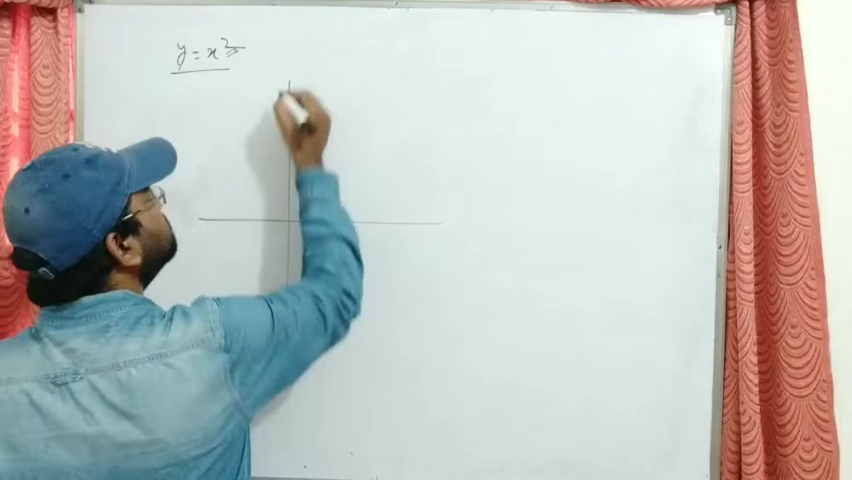 y = x²